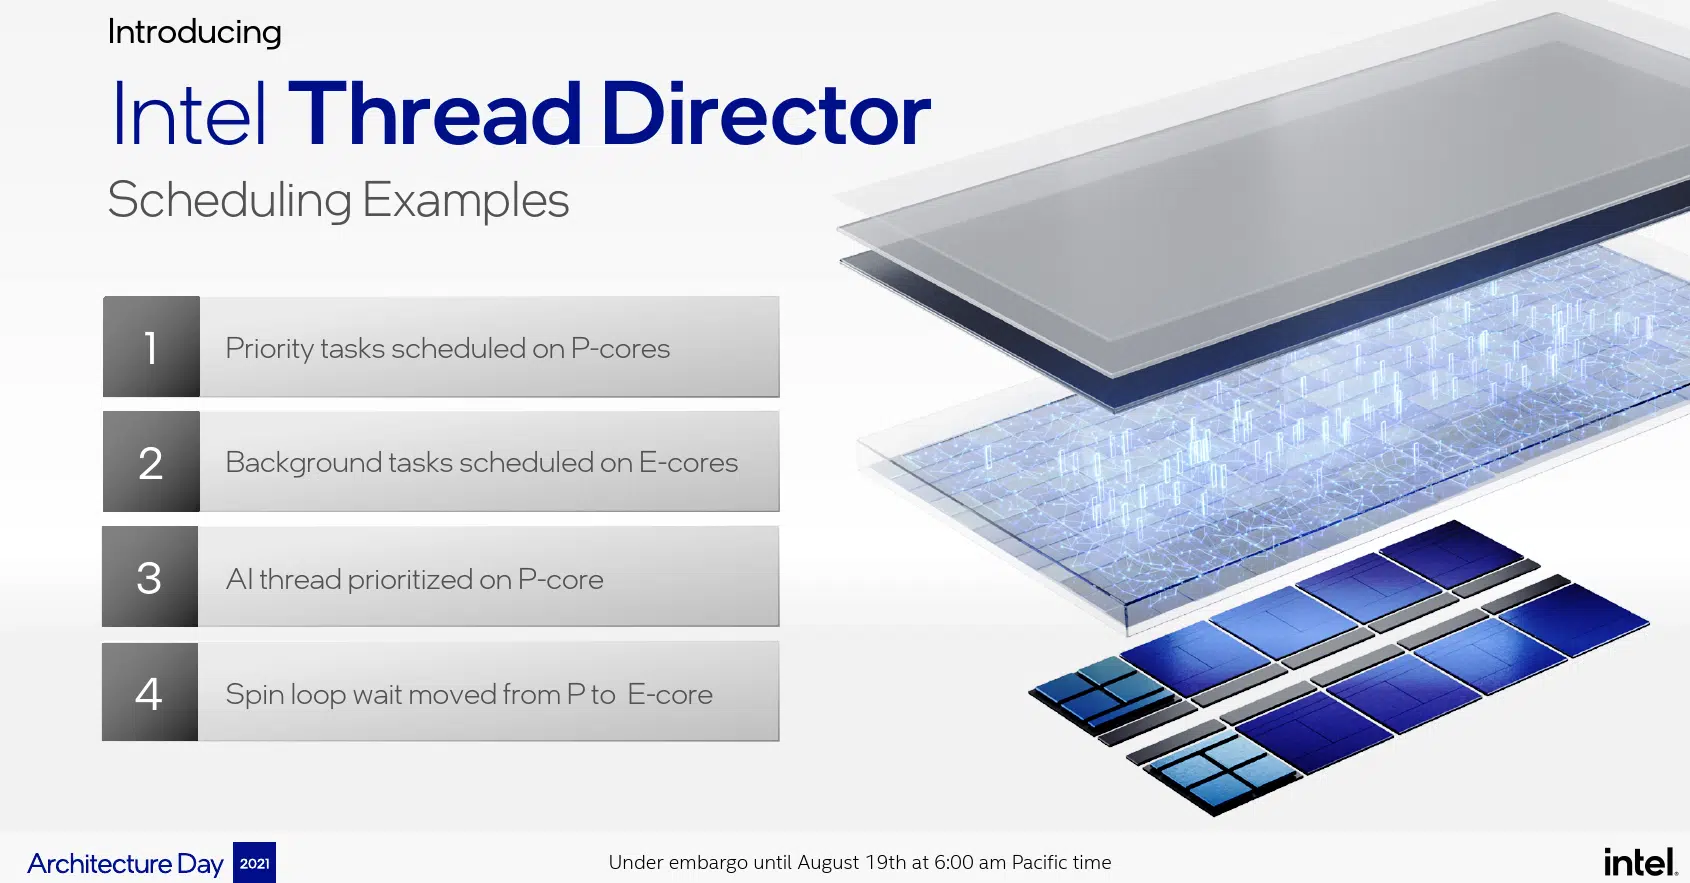 Introducing
Intel Thread Director
Scheduling Examples
1 Priority tasks scheduled on P-cores
2 Background tasks scheduled on E-cores
3 AI thread prioritized on P-core
4 Spin loop wait moved from P to E-core
Architecture Day 2021
Under embargo until August 19th at 6:00 am Pacific time
intel.